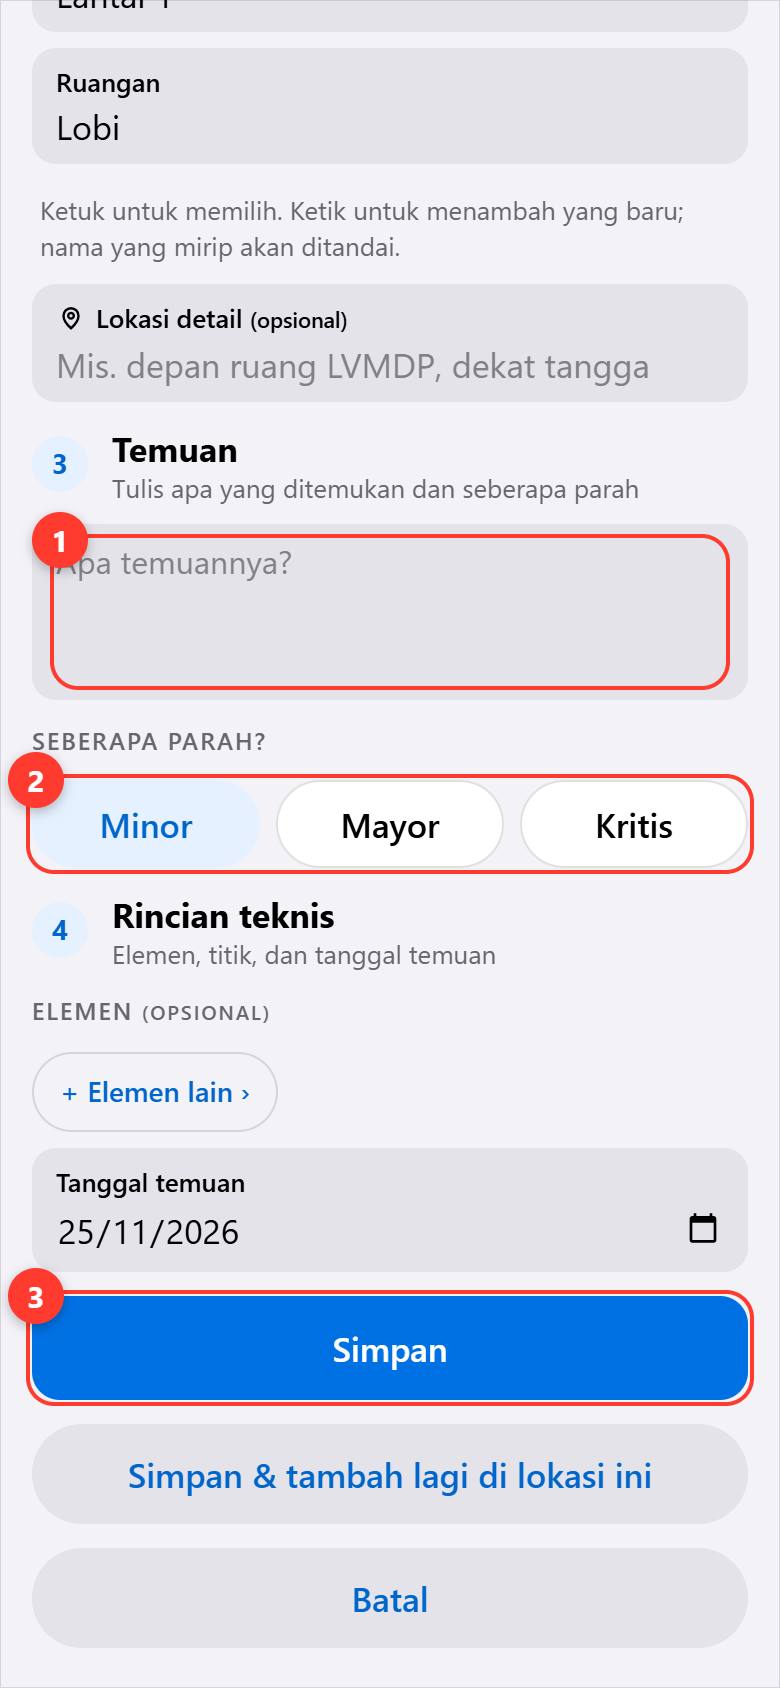 Lantai 1
Ruangan
Lobi
Ketuk untuk memilih. Ketik untuk menambah yang baru;
nama yang mirip akan ditandai.
Lokasi detail (opsional)
Mis. depan ruang LVMDP, dekat tangga
3
Temuan
Tulis apa yang ditemukan dan seberapa parah
1
Apa temuannya?
SEBERAPA PARAH?
2
Minor
Mayor
Kritis
4
Rincian teknis
Elemen, titik, dan tanggal temuan
ELEMEN (OPSIONAL)
+ Elemen lain ›
Tanggal temuan
25/11/2026
3
Simpan
Simpan & tambah lagi di lokasi ini
Batal